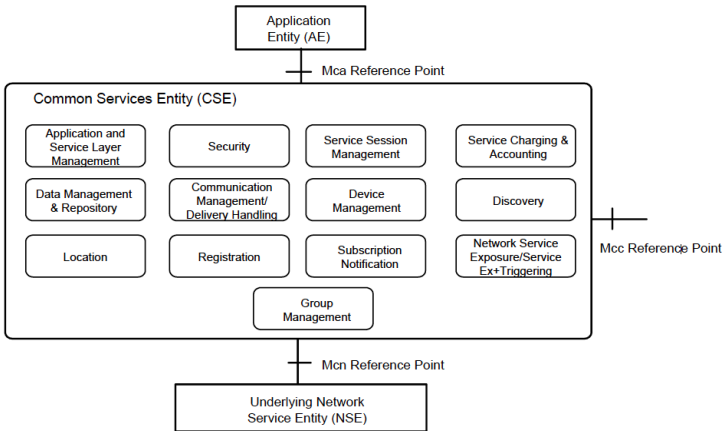 Application
Entity (AE)
Mca Reference Point
Common Services Entity (CSE)
Application and
Service Layer
Management
Security
Service Session
Management
Service Charging &
Accounting
Data Management
& Repository
Communication
Management/
Delivery Handling
Device
Management
Discovery
Mcc Reference Point
Location
Registration
Subscription
Notification
Network Service
Exposure/Service
Ex+Triggering
Group
Management
Mcn Reference Point
Underlying Network
Service Entity (NSE)